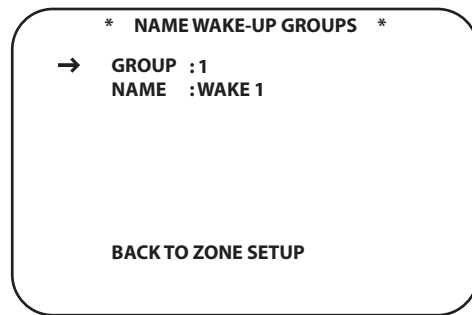 * NAME WAKE-UP GROUPS *
→ GROUP : 1
NAME : WAKE 1
BACK TO ZONE SETUP